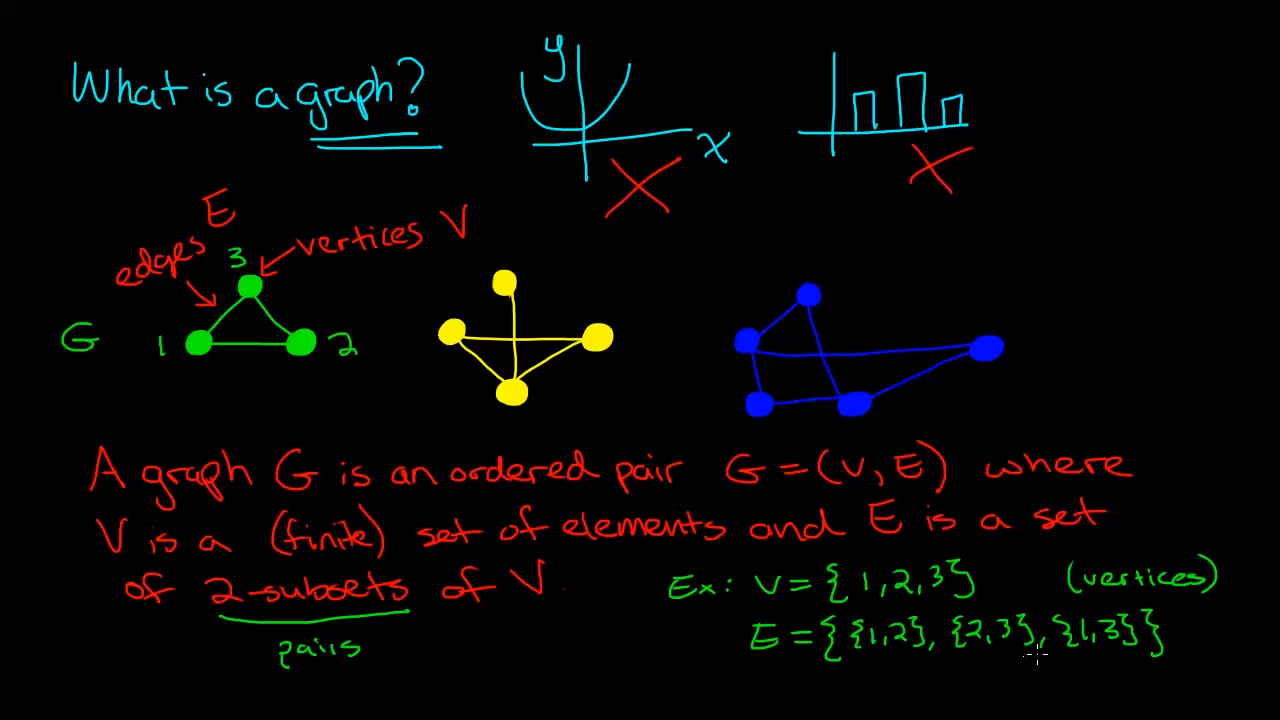 What is a graph?
y
x
E
edges
3
vertices V
G
1
2
A graph G is an ordered pair G = (V, E) where
V is a (finite) set of elements and E is a set
of 2-subsets of V.
pairs
Ex: V = {1, 2, 3} (vertices)
E = {{1,2}, {2,3}, {1,3}}